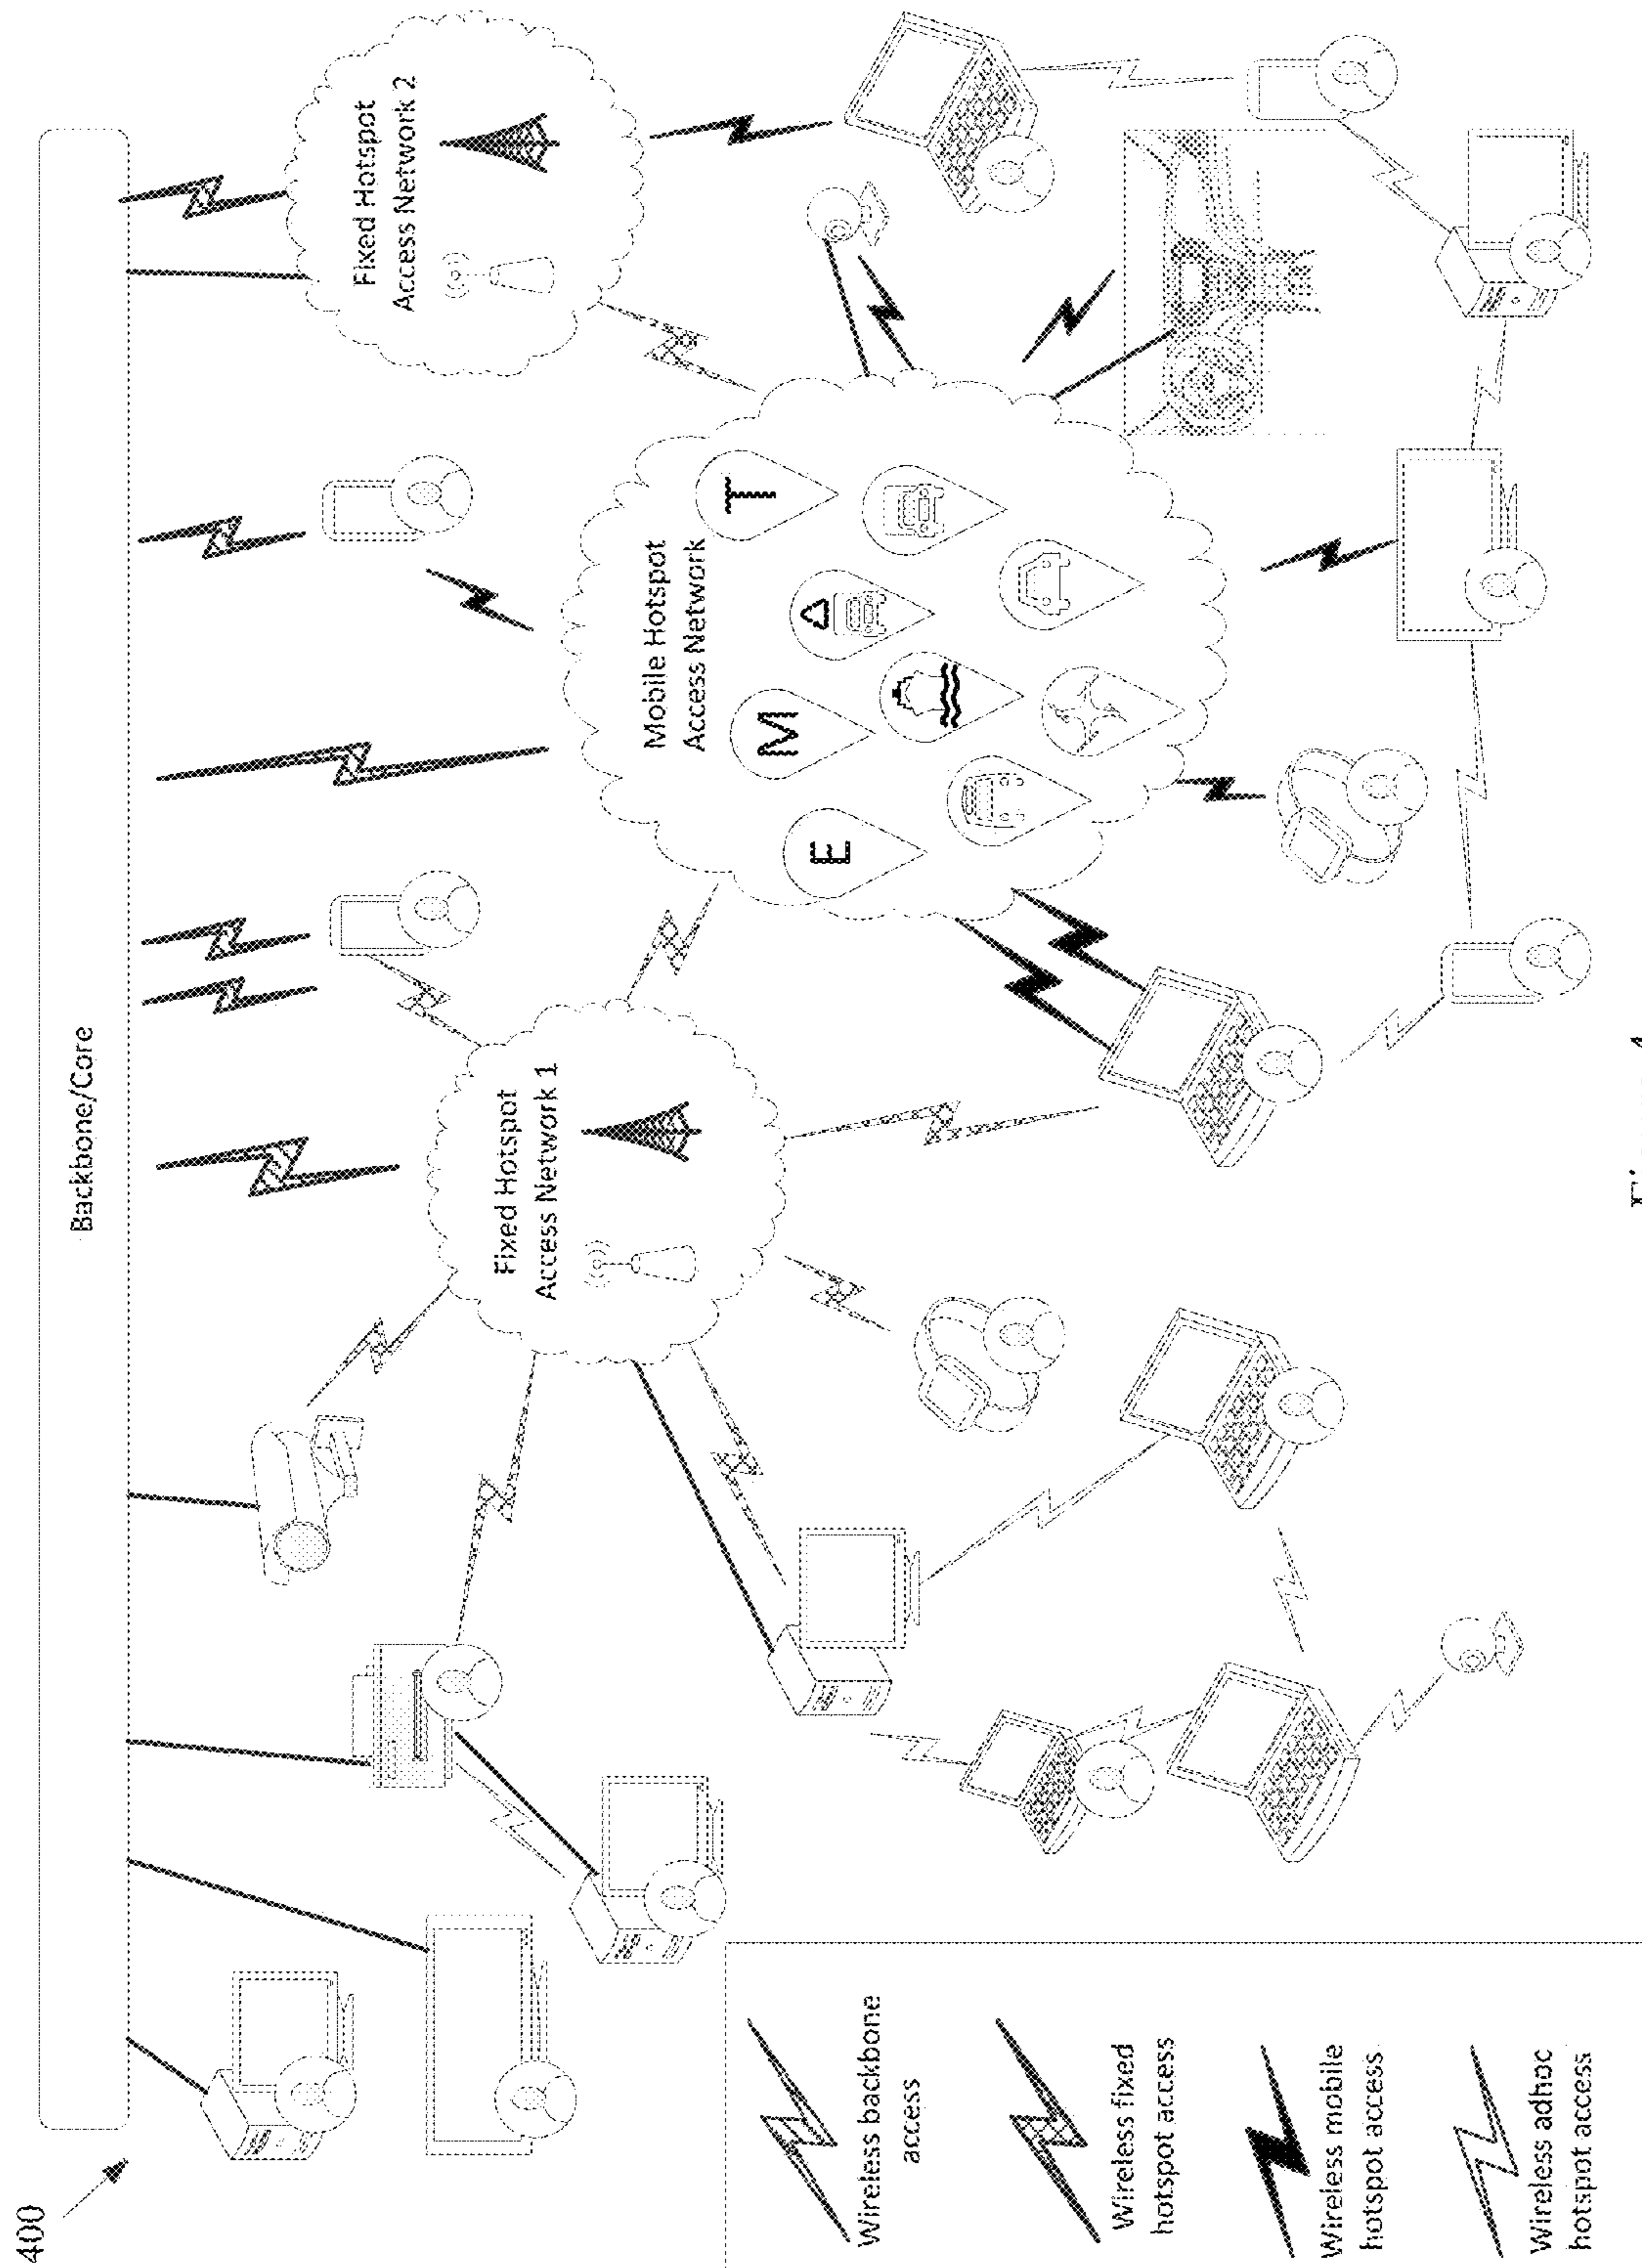 400
Backbone/Core
Fixed Hotspot
Access Network 1
Mobile Hotspot
Access Network
E
M
T
Fixed Hotspot
Access Network 2
Wireless backbone
access
Wireless fixed
hotspot access
Wireless mobile
hotspot access
Wireless adhoc
hotspot access